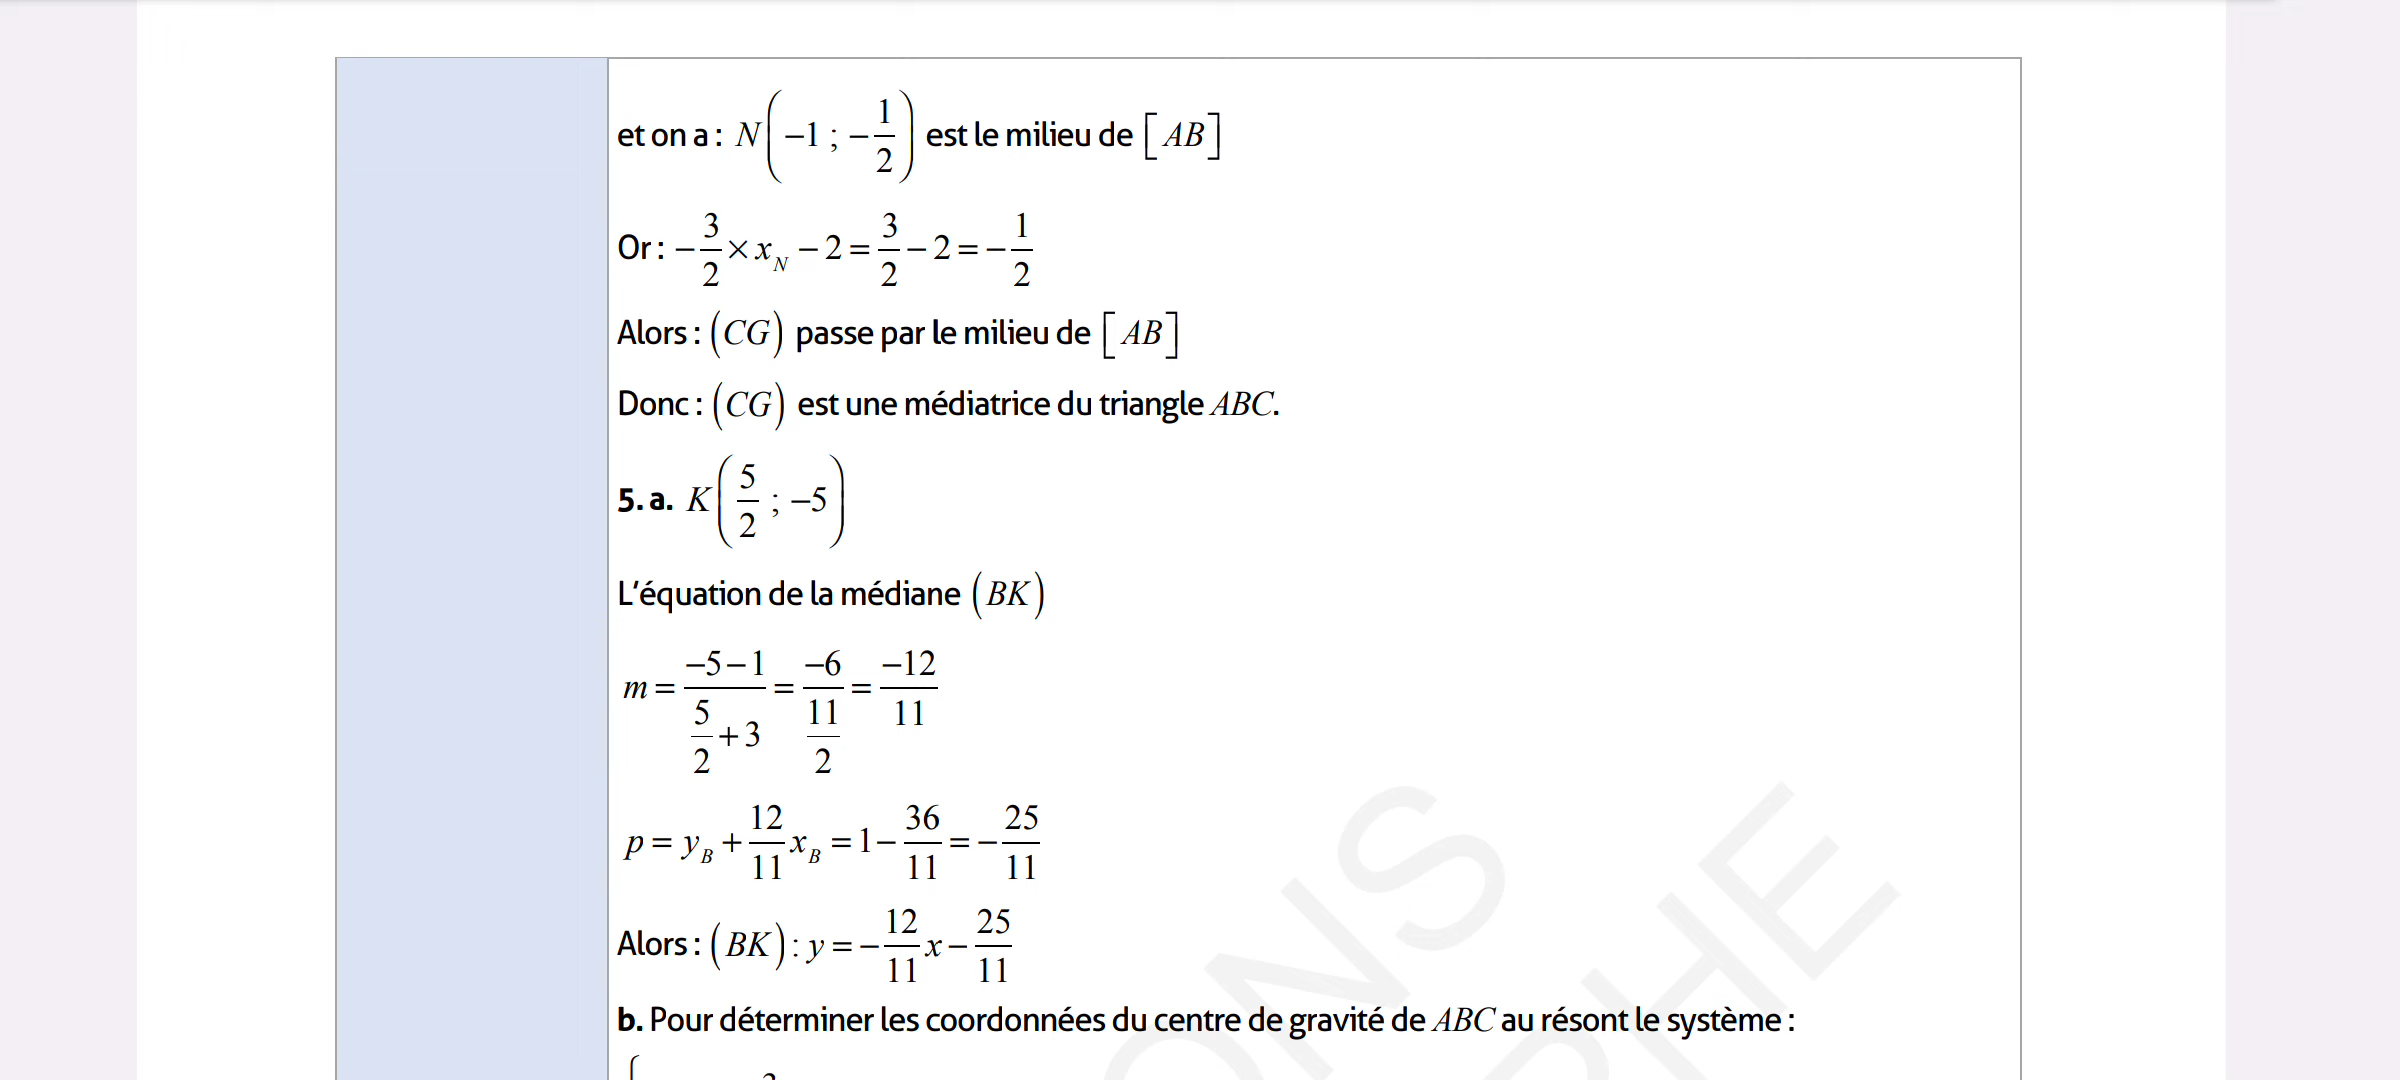 et on a : N(−1 ; −1/2) est le milieu de [AB]
Or : −3/2 × x_N − 2 = 3/2 − 2 = −1/2
Alors : (CG) passe par le milieu de [AB]
Donc : (CG) est une médiatrice du triangle ABC.
5. a. K(5/2 ; −5)
L'équation de la médiane (BK)
m = (−5−1)/(5/2 + 3) = −6/(11/2) = −12/11
p = y_B + 12/11 x_B = 1 − 36/11 = −25/11
Alors : (BK) : y = −12/11 x − 25/11
b. Pour déterminer les coordonnées du centre de gravité de ABC au résont le système :